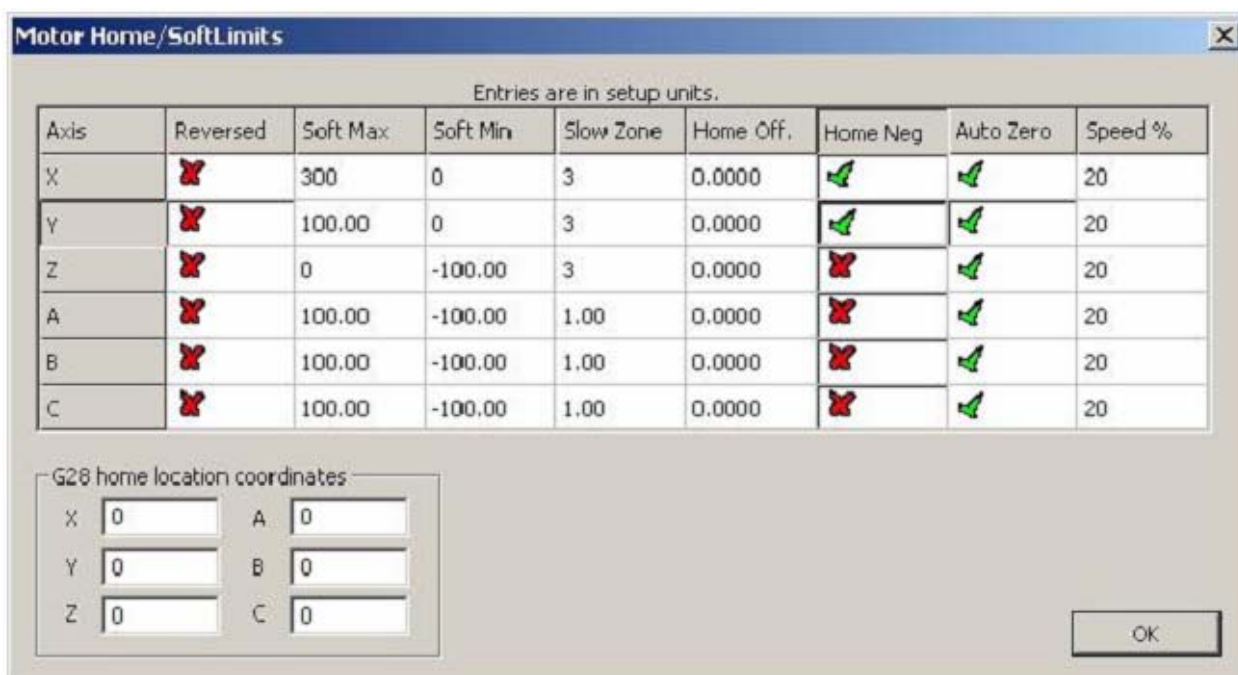 Motor Home/SoftLimits
Entries are in setup units.
Axis Reversed Soft Max Soft Min Slow Zone Home Off. Home Neg Auto Zero Speed %
X 300 0 3 0.0000 20
Y 100.00 0 3 0.0000 20
Z 0 -100.00 3 0.0000 20
A 100.00 -100.00 1.00 0.0000 20
B 100.00 -100.00 1.00 0.0000 20
C 100.00 -100.00 1.00 0.0000 20
G28 home location coordinates
X 0 A 0
Y 0 B 0
Z 0 C 0
OK